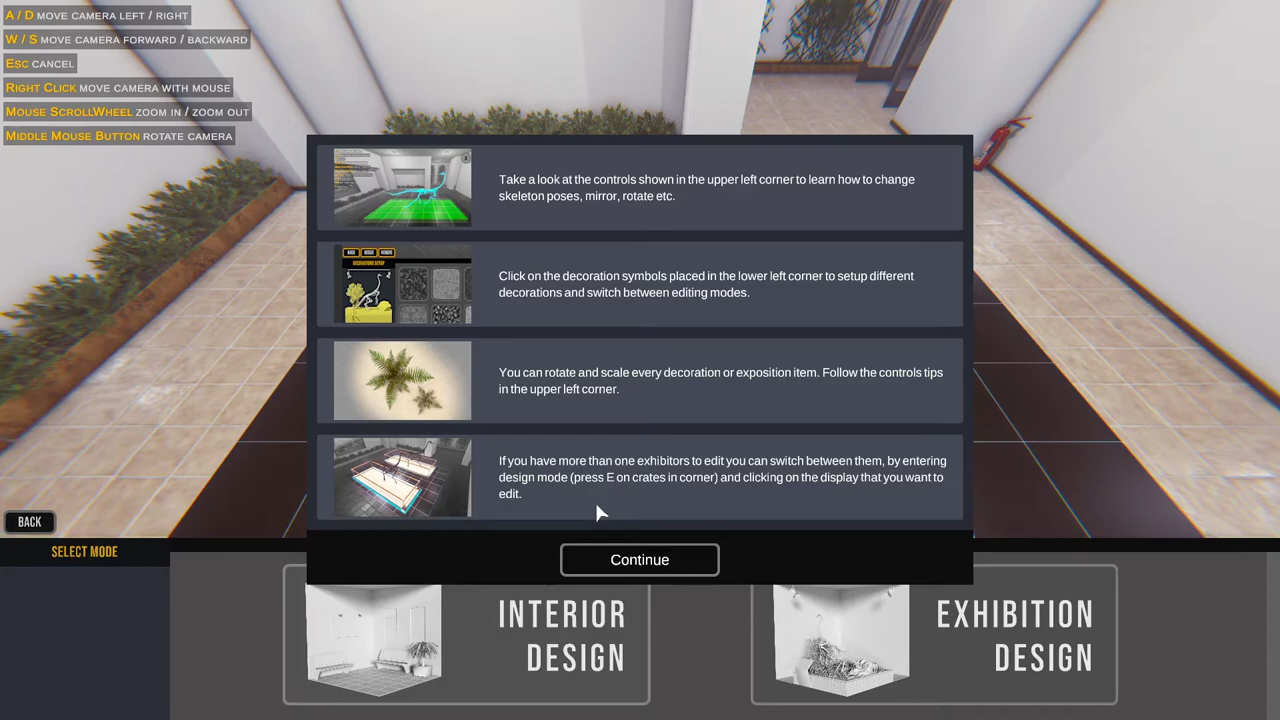 A / D MOVE CAMERA LEFT / RIGHT
W / S MOVE CAMERA FORWARD / BACKWARD
ESC CANCEL
RIGHT CLICK MOVE CAMERA WITH MOUSE
MOUSE SCROLLWHEEL ZOOM IN / ZOOM OUT
MIDDLE MOUSE BUTTON ROTATE CAMERA
Take a look at the controls shown in the upper left corner to learn how to change
skeleton poses, mirror, rotate etc.
BACK
DECORATIONS SETUP
Click on the decoration symbols placed in the lower left corner to setup different
decorations and switch between editing modes.
You can rotate and scale every decoration or exposition item. Follow the controls tips
in the upper left corner.
If you have more than one exhibitors to edit you can switch between them, by entering
design mode (press E on crates in corner) and clicking on the display that you want to
edit.
Continue
BACK
SELECT MODE
INTERIOR
DESIGN
EXHIBITION
DESIGN